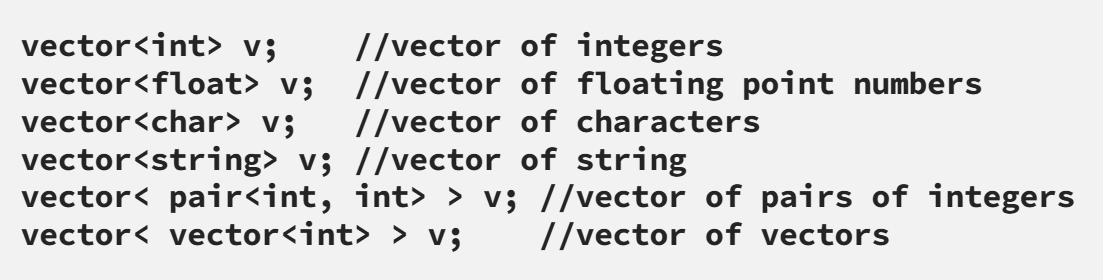 vector<int> v;    //vector of integers
vector<float> v;  //vector of floating point numbers
vector<char> v;   //vector of characters
vector<string> v; //vector of string
vector< pair<int, int> > v; //vector of pairs of integers
vector< vector<int> > v;    //vector of vectors